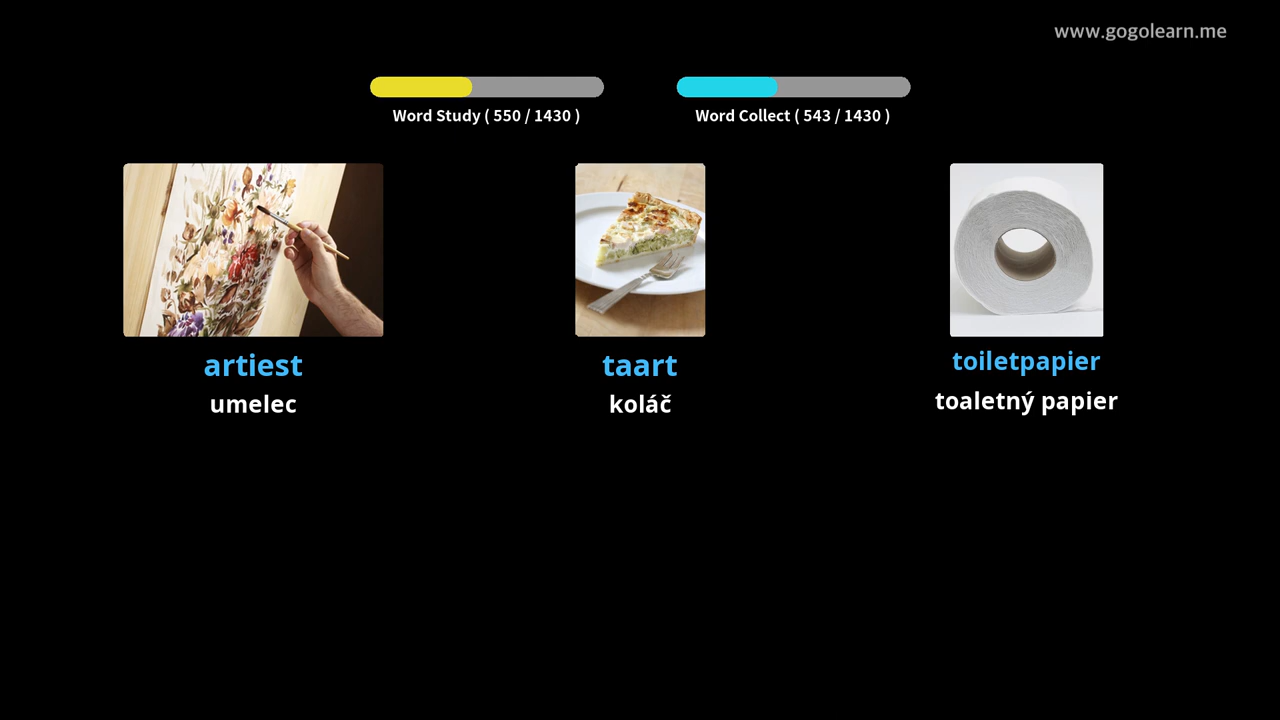 www.gogolearn.me
Word Study ( 550 / 1430 )
Word Collect ( 543 / 1430 )
artiest
umelec
taart
koláč
toiletpapier
toaletný papier